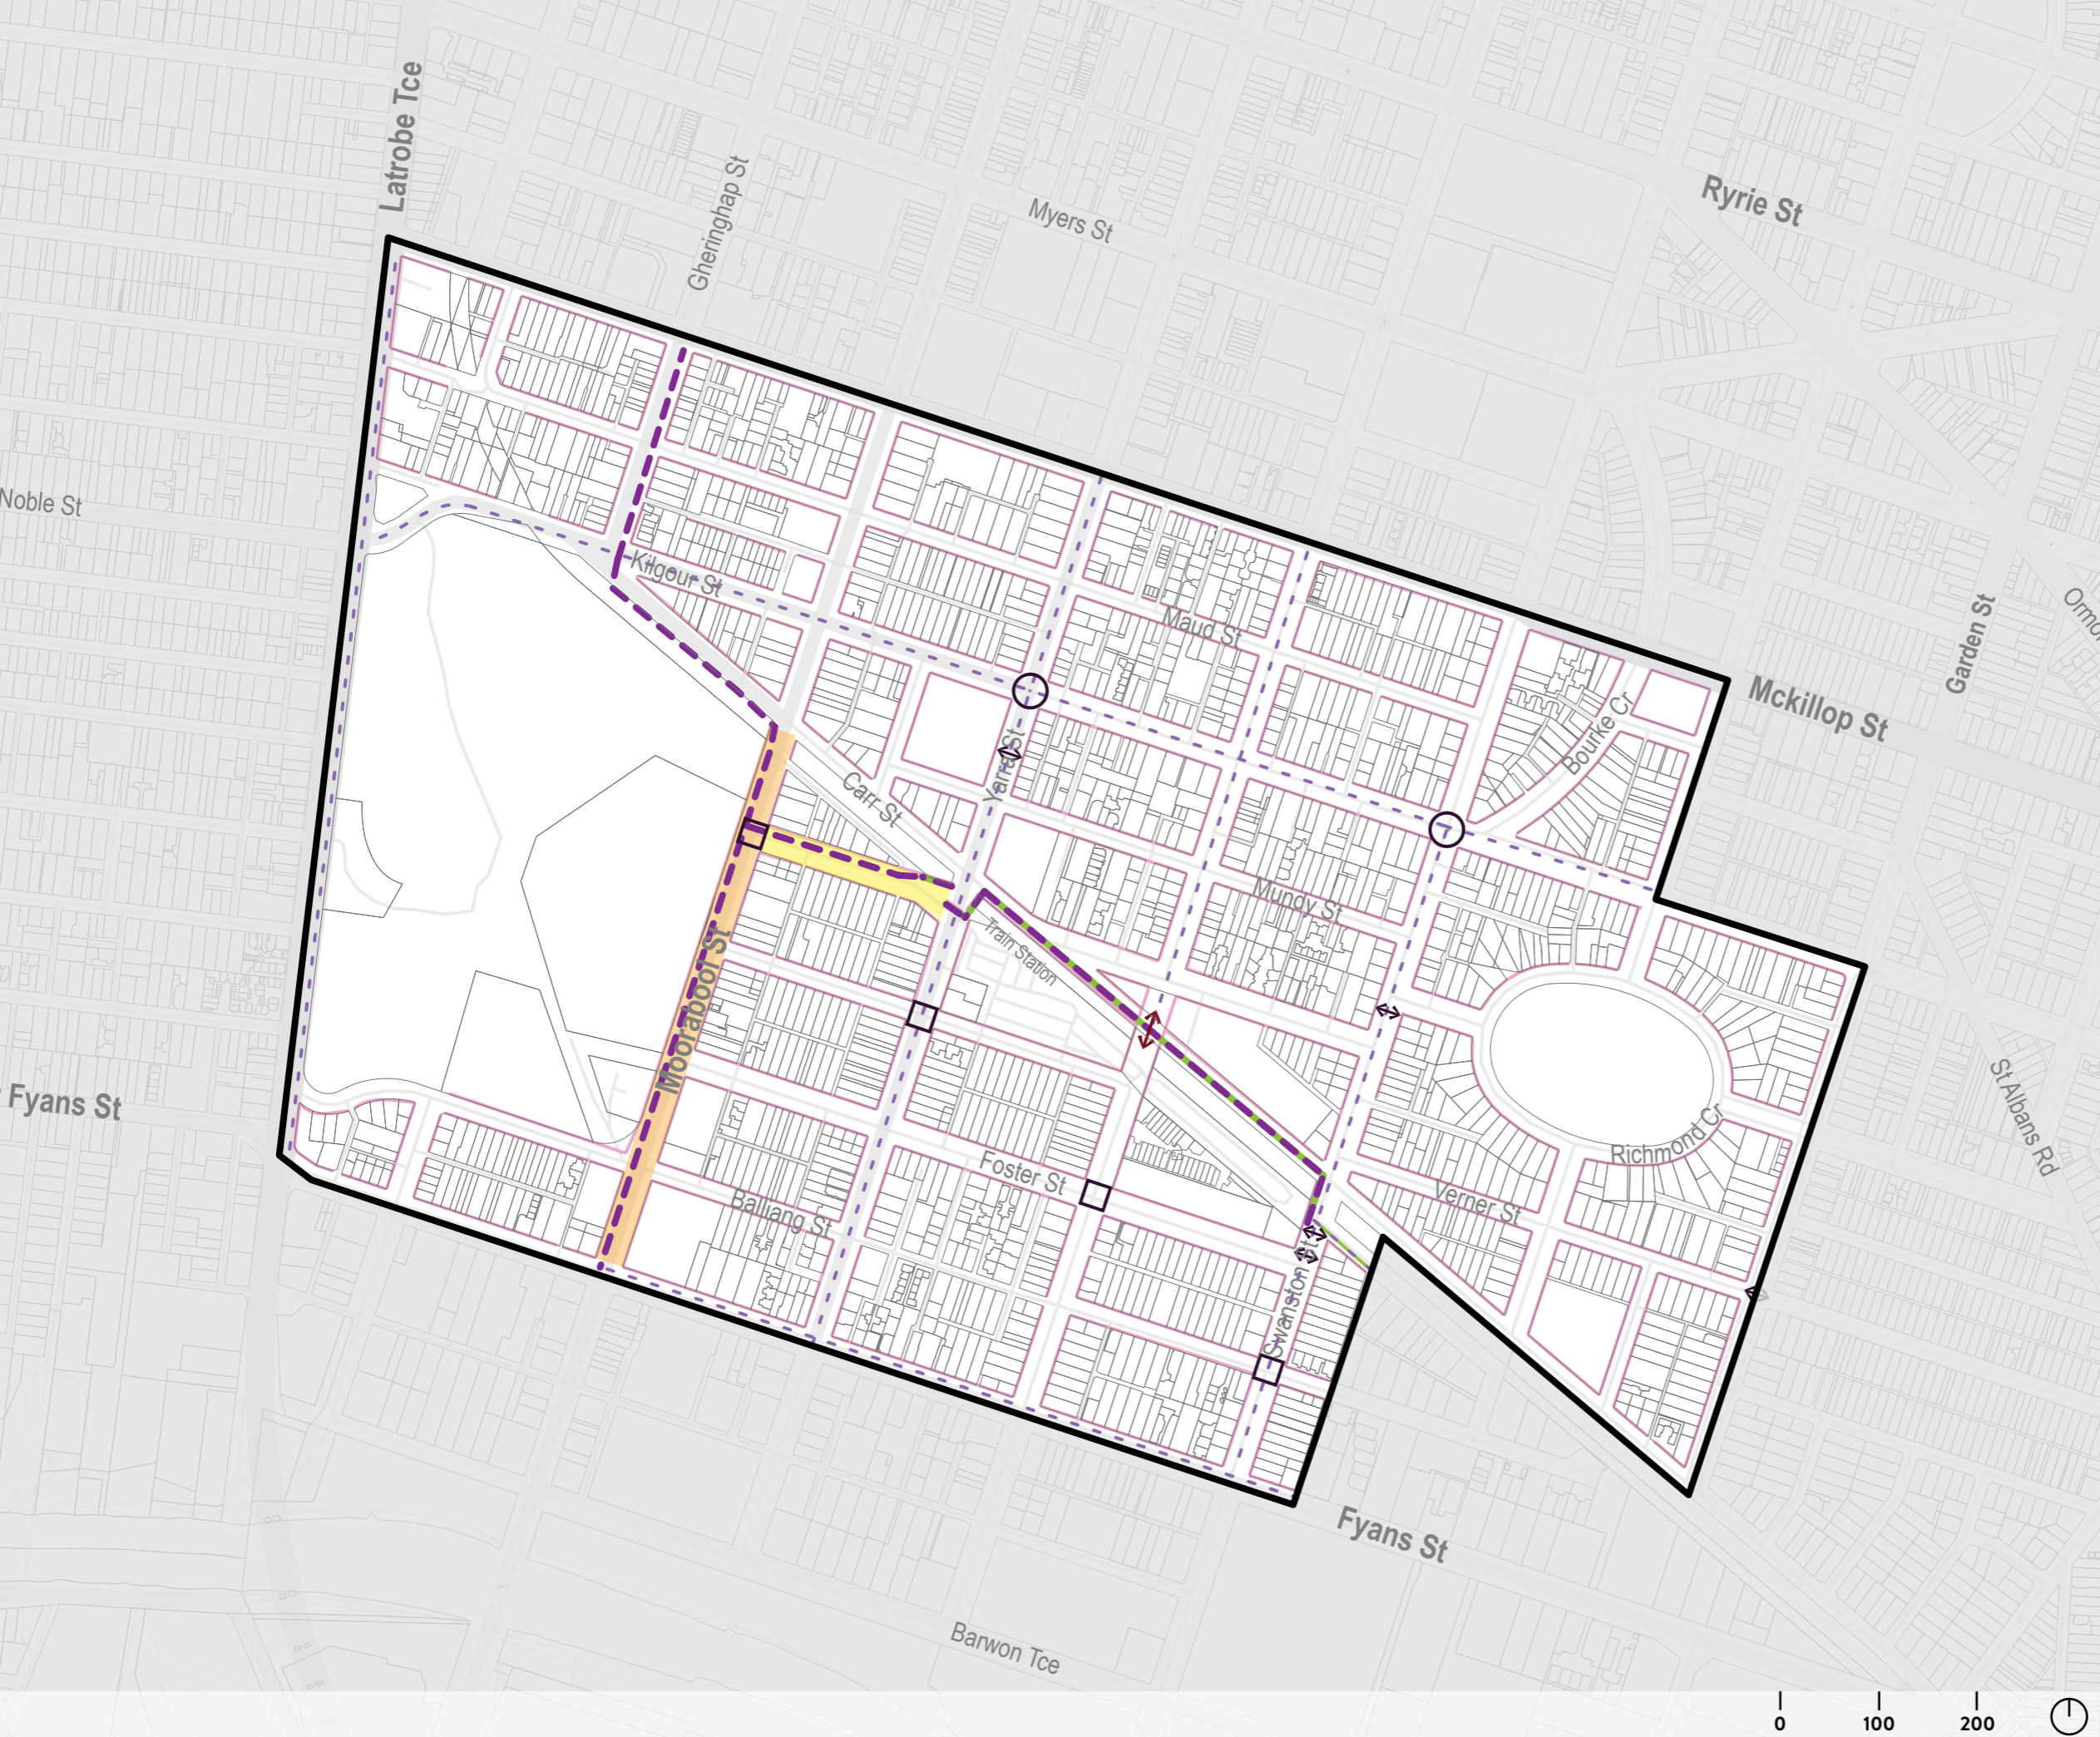 Latrobe Tce
Gheringhap St
Myers St
Ryrie St
Noble St
Kilgour St
Maud St
Garden St
Mckillop St
Bourke Cr
Yarra St
Carr St
Mundy St
Train Station
Moorabool St
Fyans St
St Albans Rd
Richmond Cr
Foster St
Verner St
Balliang St
Swanston St
Fyans St
Barwon Tce
0 100 200